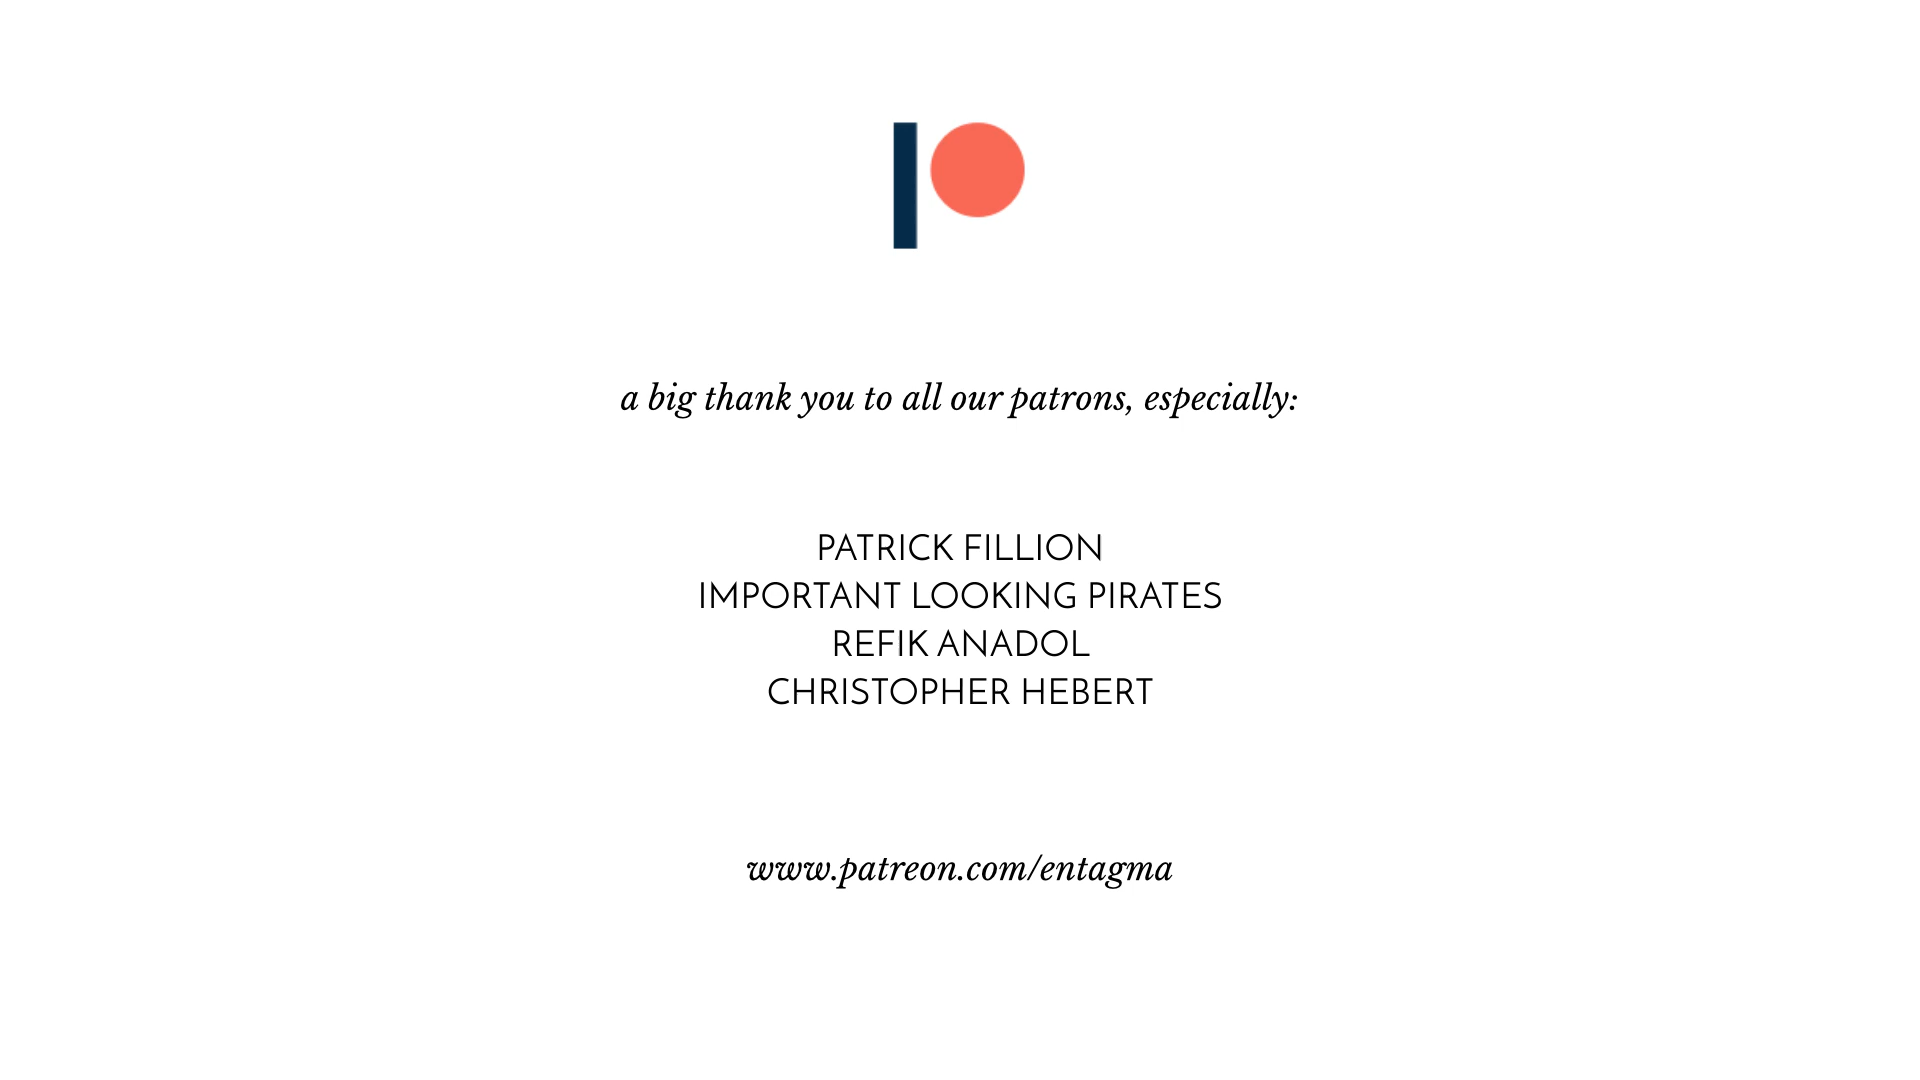 a big thank you to all our patrons, especially:
PATRICK FILLION
IMPORTANT LOOKING PIRATES
REFIK ANADOL
CHRISTOPHER HEBERT
www.patreon.com/entagma